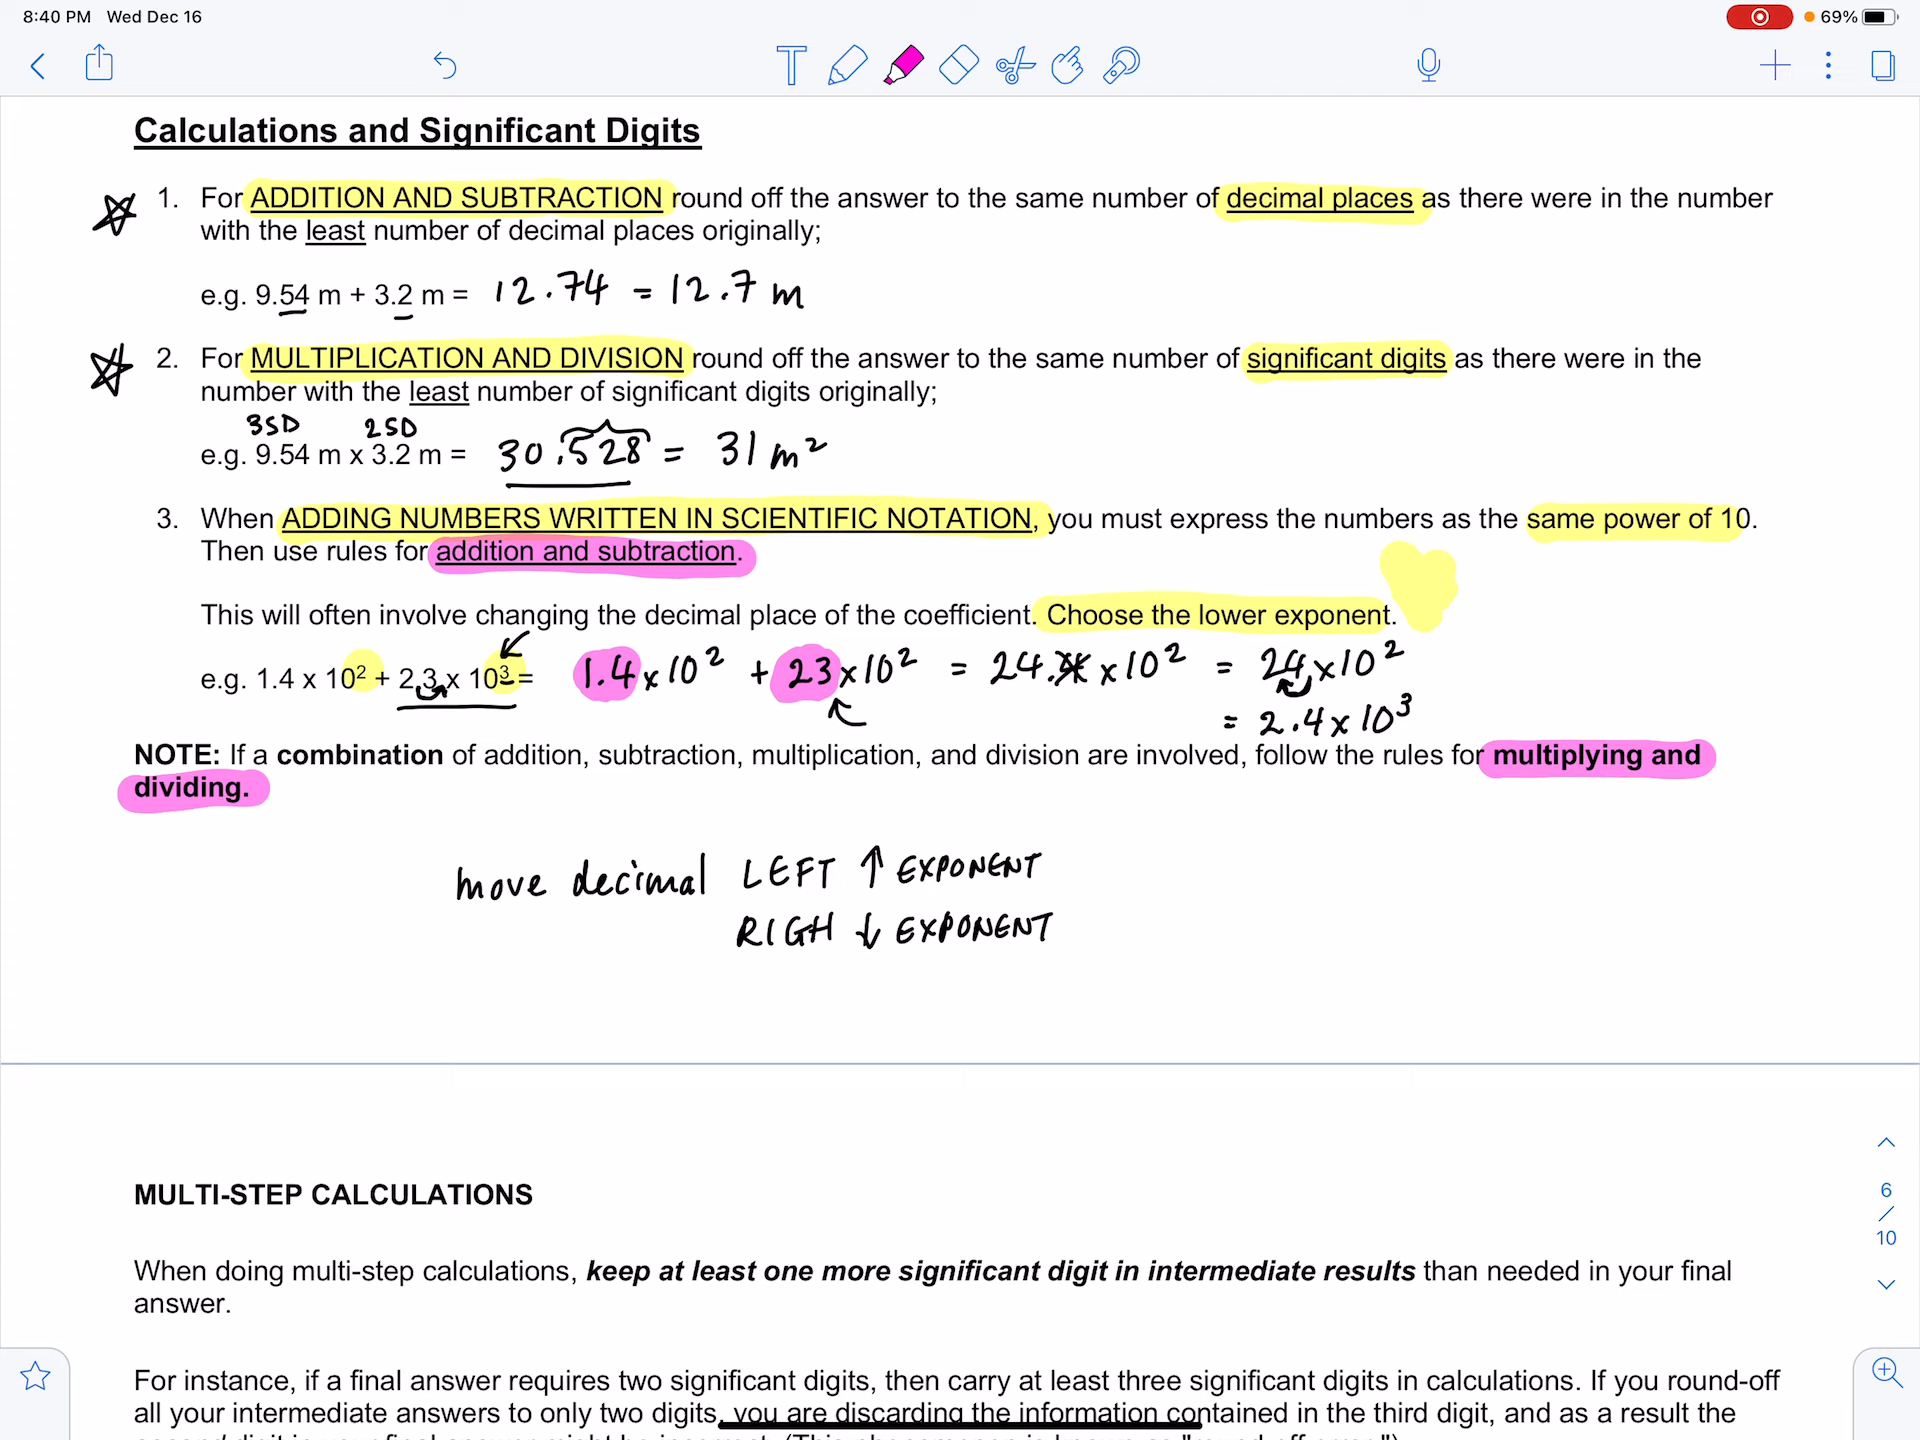 8:40 PM Wed Dec 16 69%
Calculations and Significant Digits
1. For ADDITION AND SUBTRACTION round off the answer to the same number of decimal places as there were in the number
with the least number of decimal places originally;
e.g. 9.54 m + 3.2 m = 12.74 = 12.7 m
2. For MULTIPLICATION AND DIVISION round off the answer to the same number of significant digits as there were in the
number with the least number of significant digits originally;
3SD 2SD
e.g. 9.54 m x 3.2 m = 30.528 = 31 m²
3. When ADDING NUMBERS WRITTEN IN SCIENTIFIC NOTATION, you must express the numbers as the same power of 10.
Then use rules for addition and subtraction.
This will often involve changing the decimal place of the coefficient. Choose the lower exponent.
e.g. 1.4 x 10² + 2.3 x 10³ = 1.4 x 10² + 23 x 10² = 24. x 10² = 24. x 10²
= 2.4 x 10³
NOTE: If a combination of addition, subtraction, multiplication, and division are involved, follow the rules for multiplying and
dividing.
move decimal LEFT ↑ EXPONENT
RIGH ↓ EXPONENT
MULTI-STEP CALCULATIONS
6
/
10
When doing multi-step calculations, keep at least one more significant digit in intermediate results than needed in your final
answer.
For instance, if a final answer requires two significant digits, then carry at least three significant digits in calculations. If you round-off
all your intermediate answers to only two digits, you are discarding the information contained in the third digit, and as a result the